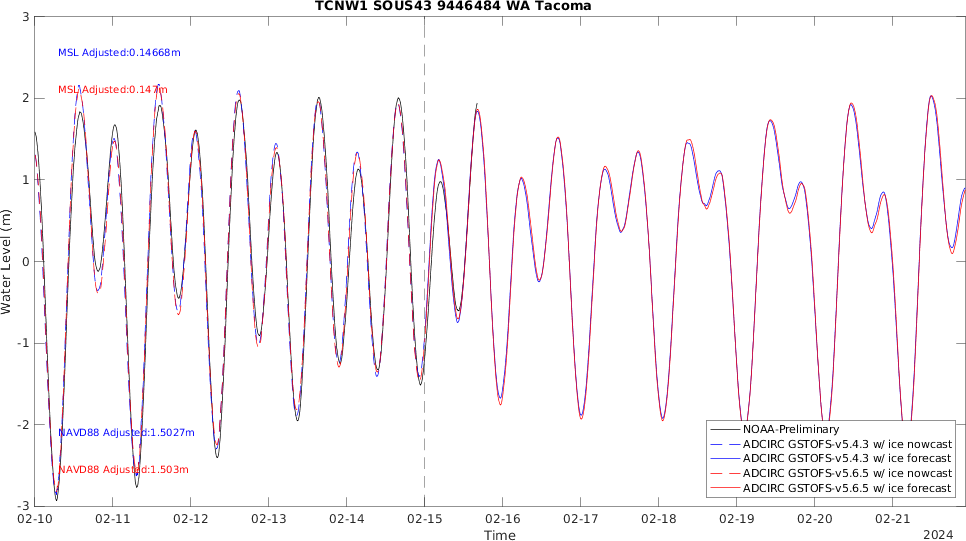 TCNW1 SOUS43 9446484 WA Tacoma
3
MSL Adjusted:0.14668m
MSL Adjusted:0.147m
2
1
0
-1
-2
-3
Water Level (m)
NAVD88 Adjusted:1.5027m
NAVD88 Adjusted:1.503m
NOAA-Preliminary
ADCIRC GSTOFS-v5.4.3 w/ ice nowcast
ADCIRC GSTOFS-v5.4.3 w/ ice forecast
ADCIRC GSTOFS-v5.6.5 w/ ice nowcast
ADCIRC GSTOFS-v5.6.5 w/ ice forecast
02-10 02-11 02-12 02-13 02-14 02-15 02-16 02-17 02-18 02-19 02-20 02-21
Time
2024